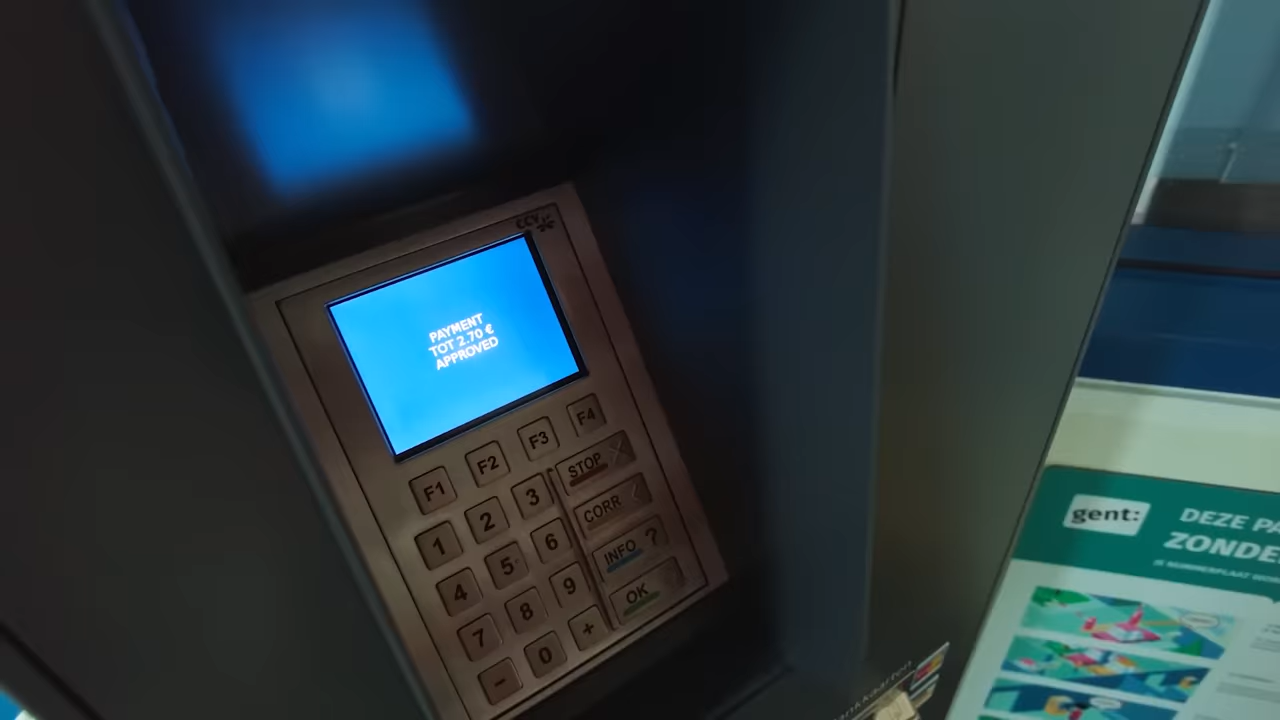 CCV
PAYMENT
TOT 2.70 €
APPROVED
F1 F2 F3 F4
1 2 3 STOP
4 5 6 CORR
7 8 9 INFO ?
- 0 + OK
gent:
DEZE
ZONDE